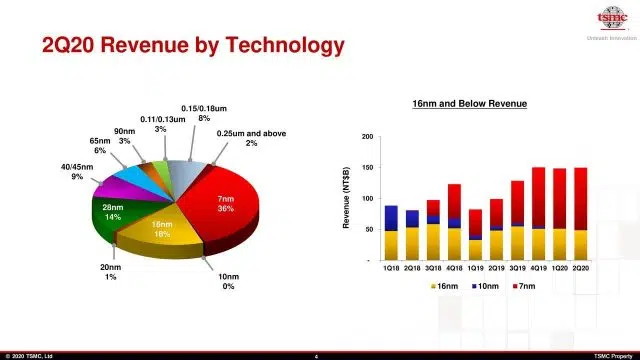 tsmc
Unleash Innovation
2Q20 Revenue by Technology
0.15/0.18um
8%
0.11/0.13um
3%
90nm
3%
65nm
6%
40/45nm
9%
28nm
14%
20nm
1%
16nm
18%
10nm
0%
7nm
36%
0.25um and above
2%
16nm and Below Revenue
Revenue (NT$B)
200
150
100
50
-
1Q18 2Q18 3Q18 4Q18 1Q19 2Q19 3Q19 4Q19 1Q20 2Q20
16nm 10nm 7nm
© 2020 TSMC, Ltd
4
TSMC Property